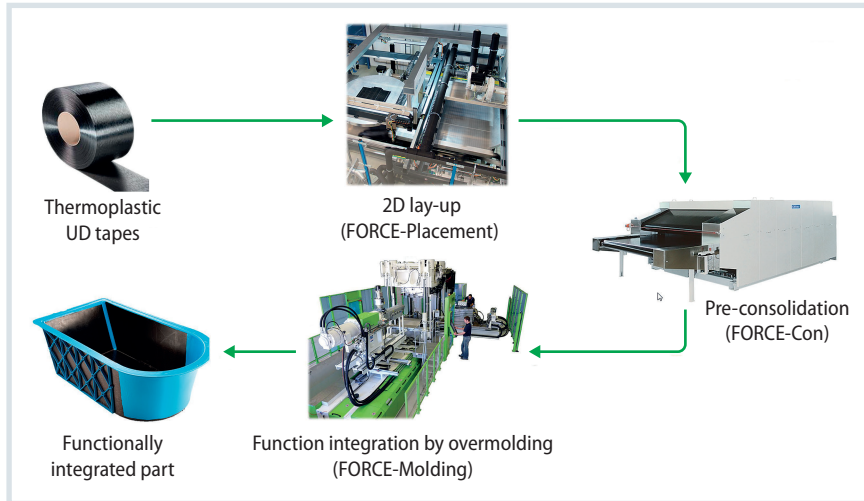 Thermoplastic
UD tapes
2D lay-up
(FORCE-Placement)
Pre-consolidation
(FORCE-Con)
Function integration by overmolding
(FORCE-Molding)
Functionally
integrated part